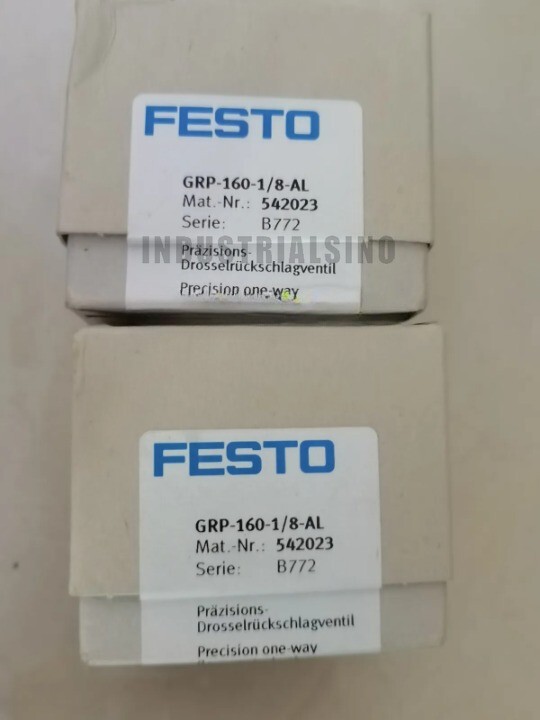 FESTO
GRP-160-1/8-AL
Mat.-Nr.: 542023
Serie: B772
INDUSTRIALSINO
Präzisions-
Drosselrückschlagventil
Precision one-way
FESTO
GRP-160-1/8-AL
Mat.-Nr.: 542023
Serie: B772
Präzisions-
Drosselrückschlagventil
Precision one-way